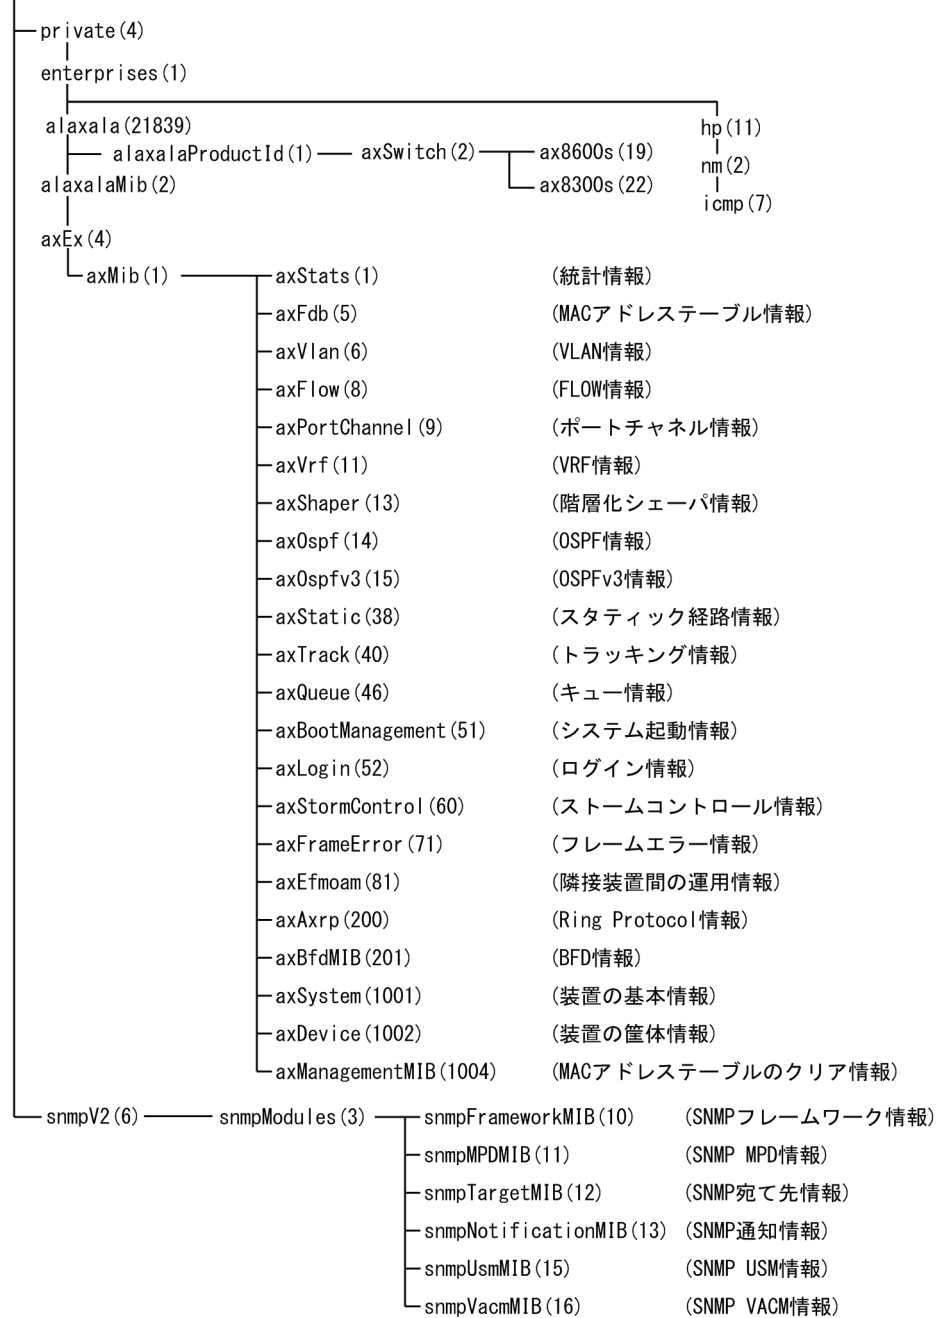 private(4)
enterprises(1)
alaxala(21839)
hp(11)
alaxalaProductId(1) axSwitch(2) ax8600s(19)
nm(2)
alaxalaMib(2) ax8300s(22)
icmp(7)
axEx(4)
axMib(1) axStats(1) (統計情報)
axFdb(5) (MACアドレステーブル情報)
axVlan(6) (VLAN情報)
axFlow(8) (FLOW情報)
axPortChannel(9) (ポートチャネル情報)
axVrf(11) (VRF情報)
axShaper(13) (階層化シェーパ情報)
axOspf(14) (OSPF情報)
axOspfv3(15) (OSPFv3情報)
axStatic(38) (スタティック経路情報)
axTrack(40) (トラッキング情報)
axQueue(46) (キュー情報)
axBootManagement(51) (システム起動情報)
axLogin(52) (ログイン情報)
axStormControl(60) (ストームコントロール情報)
axFrameError(71) (フレームエラー情報)
axEfmoam(81) (隣接装置間の運用情報)
axAxrp(200) (Ring Protocol情報)
axBfdMIB(201) (BFD情報)
axSystem(1001) (装置の基本情報)
axDevice(1002) (装置の筐体情報)
axManagementMIB(1004) (MACアドレステーブルのクリア情報)
snmpV2(6) snmpModules(3) snmpFrameworkMIB(10) (SNMPフレームワーク情報)
snmpMPDMIB(11) (SNMP MPD情報)
snmpTargetMIB(12) (SNMP宛て先情報)
snmpNotificationMIB(13) (SNMP通知情報)
snmpUsmMIB(15) (SNMP USM情報)
snmpVacmMIB(16) (SNMP VACM情報)